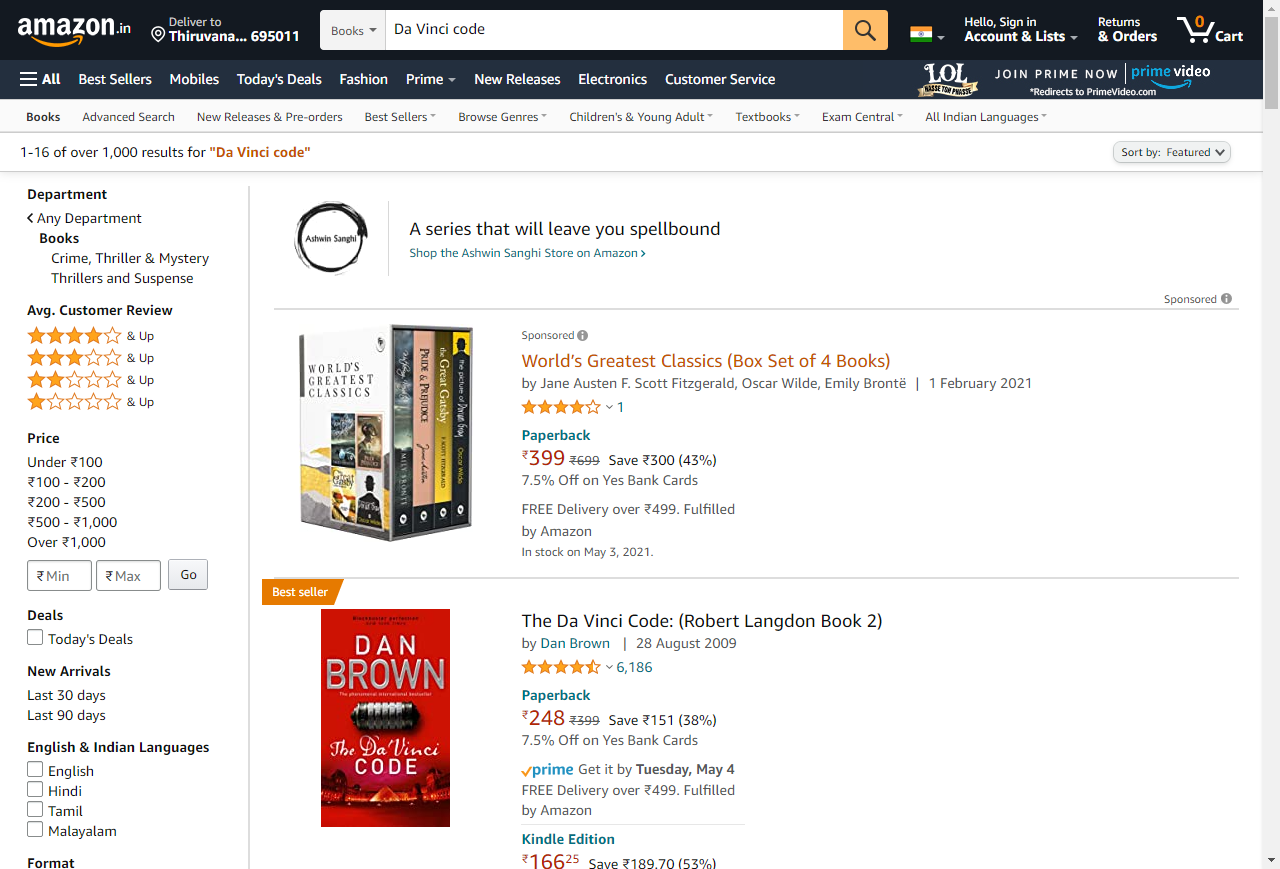 amazon.in
Deliver to
Thiruvana... 695011
Books
Da Vinci code
Hello, Sign in
Account & Lists
Returns
& Orders
0
Cart
All
Best Sellers
Mobiles
Today's Deals
Fashion
Prime
New Releases
Electronics
Customer Service
LOL
HASSE TOH PHASSE
JOIN PRIME NOW
prime video
*Redirects to PrimeVideo.com
Books
Advanced Search
New Releases & Pre-orders
Best Sellers
Browse Genres
Children's & Young Adult
Textbooks
Exam Central
All Indian Languages
1-16 of over 1,000 results for "Da Vinci code"
Sort by: Featured
Department
Any Department
Books
Crime, Thriller & Mystery
Thrillers and Suspense
Avg. Customer Review
& Up
& Up
& Up
& Up
Price
Under ₹100
₹100 - ₹200
₹200 - ₹500
₹500 - ₹1,000
Over ₹1,000
₹ Min
₹ Max
Go
Deals
Today's Deals
New Arrivals
Last 30 days
Last 90 days
English & Indian Languages
English
Hindi
Tamil
Malayalam
Format
Ashwin Sanghi
A series that will leave you spellbound
Shop the Ashwin Sanghi Store on Amazon ›
Sponsored
WORLD'S
GREATEST
CLASSICS
PRIDE & PREJUDICE
Jane Austen
the Great Gatsby
F. SCOTT FITZGERALD
the picture of Dorian Gray
Oscar Wilde
EMILY BRONTË
Sponsored
World's Greatest Classics (Box Set of 4 Books)
by Jane Austen F. Scott Fitzgerald, Oscar Wilde, Emily Brontë | 1 February 2021
1
Paperback
₹399 ₹699 Save ₹300 (43%)
7.5% Off on Yes Bank Cards
FREE Delivery over ₹499. Fulfilled
by Amazon
In stock on May 3, 2021.
Best seller
DAN
BROWN
The phenomenal international bestseller
The Da Vinci
CODE
The Da Vinci Code: (Robert Langdon Book 2)
by Dan Brown | 28 August 2009
6,186
Paperback
₹248 ₹399 Save ₹151 (38%)
7.5% Off on Yes Bank Cards
prime Get it by Tuesday, May 4
FREE Delivery over ₹499. Fulfilled
by Amazon
Kindle Edition
₹166 25 Save ₹189.70 (53%)